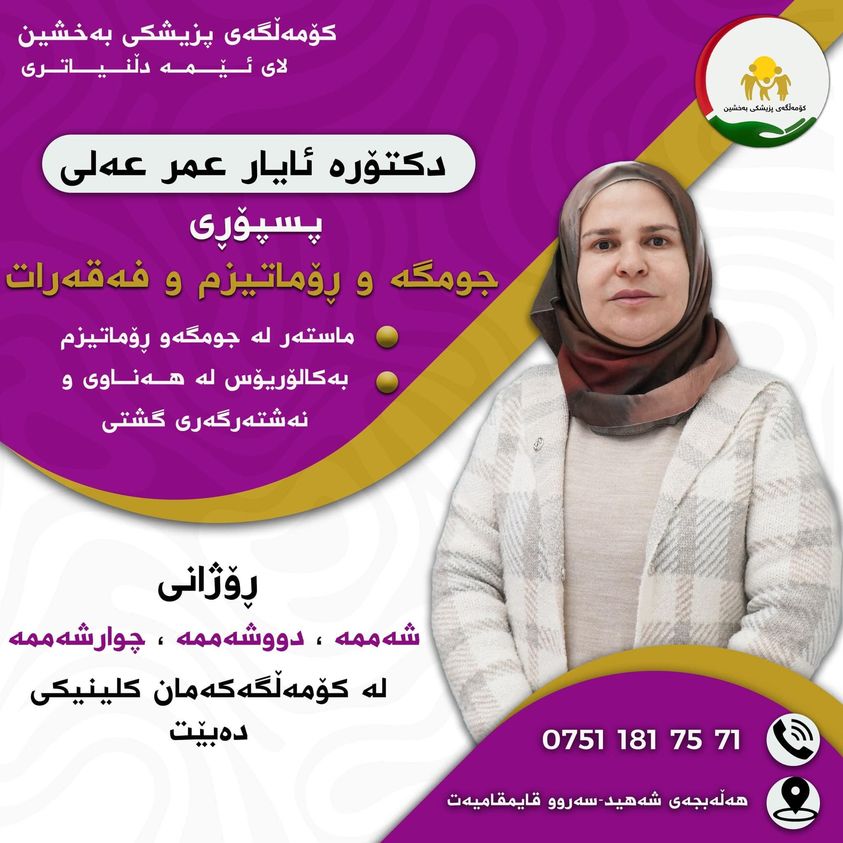 کۆمەڵگەی پزیشکی بەخشین
لای ئێمە دڵنیاتری
کۆمەڵگەی پزیشکی بەخشین
دکتۆرە ئایار عمر عەلی
پسپۆڕی
جومگە و ڕۆماتیزم و فەقەرات
ماستەر لە جومگەو ڕۆماتیزم
بەکالۆریۆس لە هەناوی و
نەشتەرگەری گشتی
ڕۆژانی
شەممە ، دووشەممە ، چوارشەممە
لە کۆمەڵگەکەمان کلینیکی
دەبێت
0751 181 75 71
هەڵەبجەی شەهید-سەروو قایمقامیەت